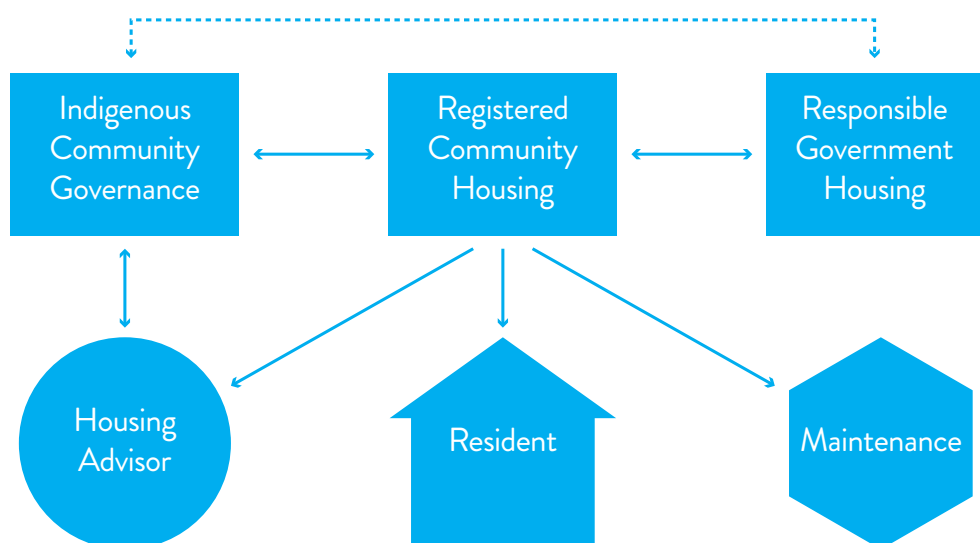 Indigenous
Community
Governance
Registered
Community
Housing
Responsible
Government
Housing
Housing
Advisor
Resident
Maintenance